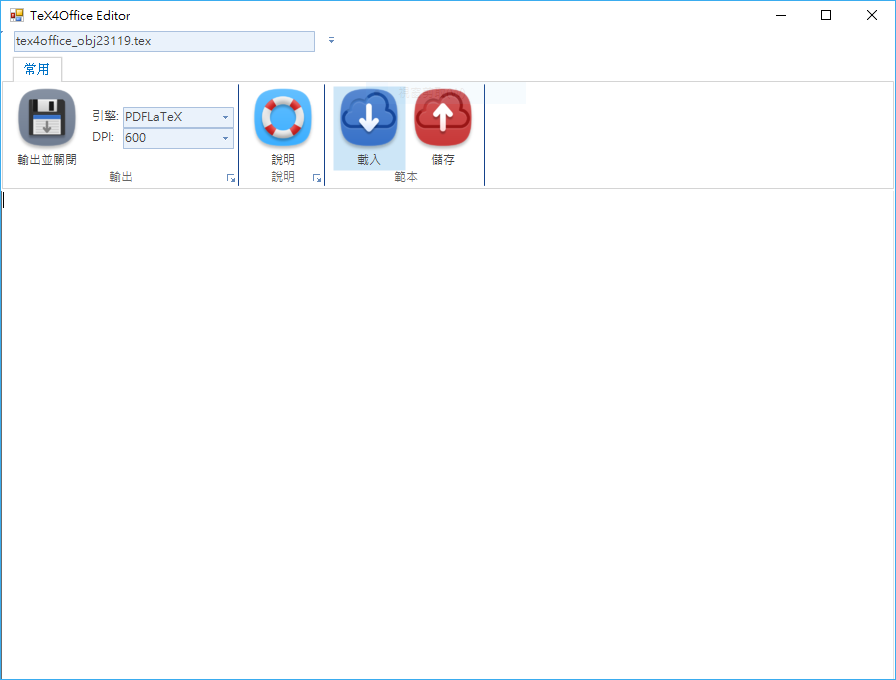 TeX4Office Editor
tex4office_obj23119.tex
常用
引擎: PDFLaTeX
DPI: 600
輸出並關閉
說明
載入
儲存
輸出
說明
範本